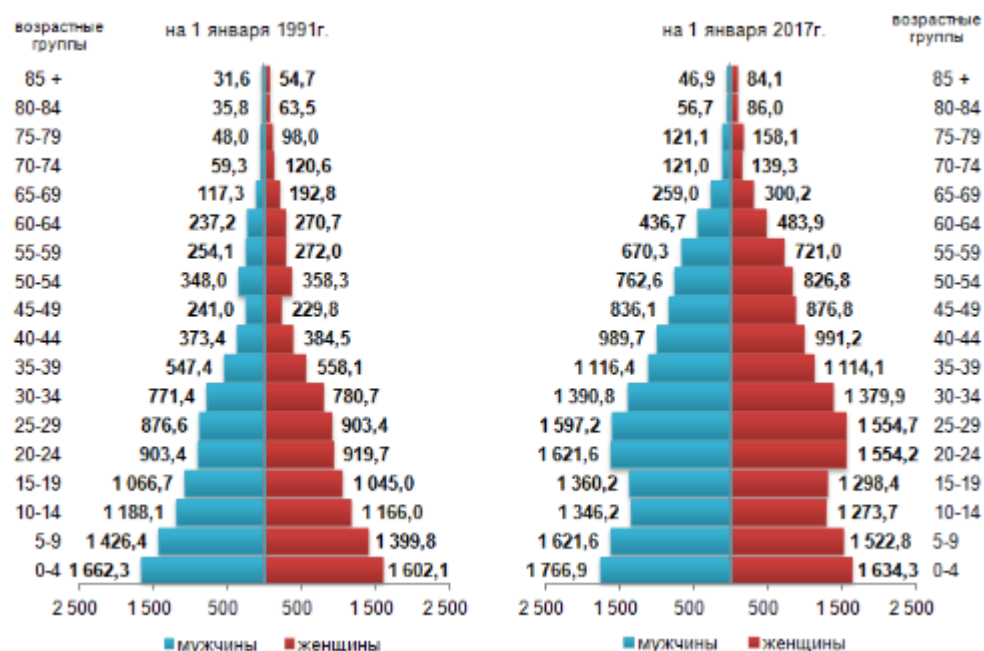 возрастные группы на 1 января 1991г. на 1 января 2017г. возрастные группы
85 + 31,6 54,7 46,9 84,1 85 +
80-84 35,8 63,5 56,7 86,0 80-84
75-79 48,0 98,0 121,1 158,1 75-79
70-74 59,3 120,6 121,0 139,3 70-74
65-69 117,3 192,8 259,0 300,2 65-69
60-64 237,2 270,7 436,7 483,9 60-64
55-59 254,1 272,0 670,3 721,0 55-59
50-54 348,0 358,3 762,6 826,8 50-54
45-49 241,0 229,8 836,1 876,8 45-49
40-44 373,4 384,5 989,7 991,2 40-44
35-39 547,4 558,1 1 116,4 1 114,1 35-39
30-34 771,4 780,7 1 390,8 1 379,9 30-34
25-29 876,6 903,4 1 597,2 1 554,7 25-29
20-24 903,4 919,7 1 621,6 1 554,2 20-24
15-19 1 066,7 1 045,0 1 360,2 1 298,4 15-19
10-14 1 188,1 1 166,0 1 346,2 1 273,7 10-14
5-9 1 426,4 1 399,8 1 621,6 1 522,8 5-9
0-4 1 662,3 1 602,1 1 766,9 1 634,3 0-4
2 500 1 500 500 500 1 500 2 500 2 500 1 500 500 500 1 500 2 500
мужчины женщины мужчины женщины